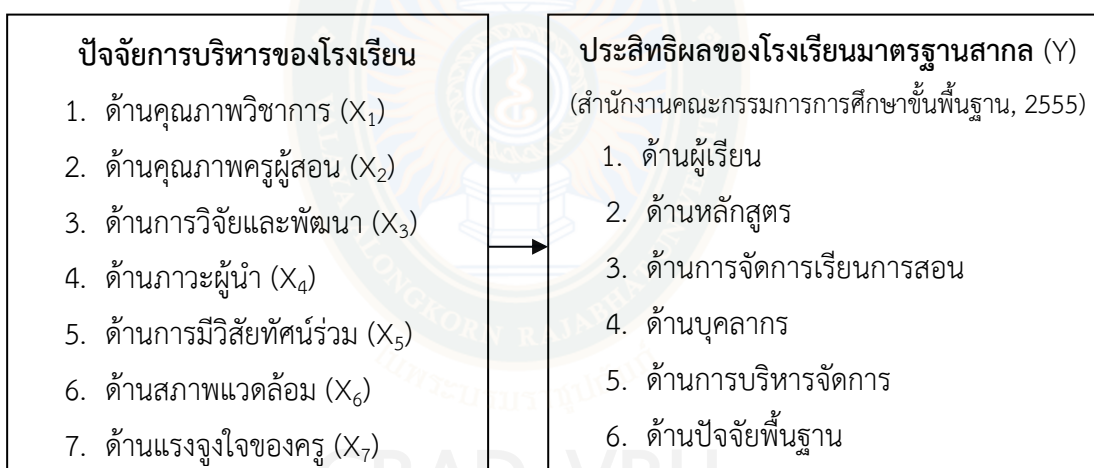 ปัจจัยการบริหารของโรงเรียน
1. ด้านคุณภาพวิชาการ (X₁)
2. ด้านคุณภาพครูผู้สอน (X₂)
3. ด้านการวิจัยและพัฒนา (X₃)
4. ด้านภาวะผู้นำ (X₄)
5. ด้านการมีวิสัยทัศน์ร่วม (X₅)
6. ด้านสภาพแวดล้อม (X₆)
7. ด้านแรงจูงใจของครู (X₇)
ประสิทธิผลของโรงเรียนมาตรฐานสากล (Y)
(สำนักงานคณะกรรมการการศึกษาขั้นพื้นฐาน, 2555)
1. ด้านผู้เรียน
2. ด้านหลักสูตร
3. ด้านการจัดการเรียนการสอน
4. ด้านบุคลากร
5. ด้านการบริหารจัดการ
6. ด้านปัจจัยพื้นฐาน